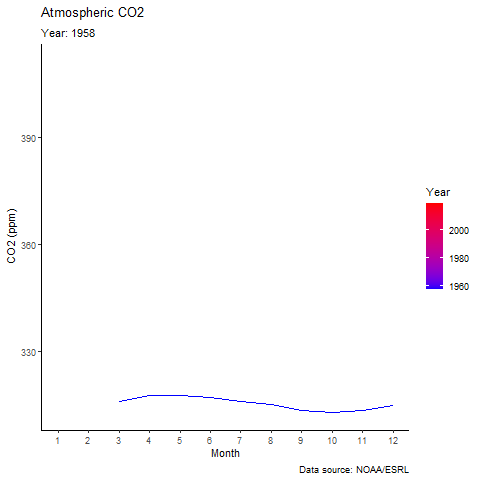 Atmospheric CO2
Year: 1958
CO2 (ppm)
390
360
330
1 2 3 4 5 6 7 8 9 10 11 12
Month
Year
2000
1980
1960
Data source: NOAA/ESRL